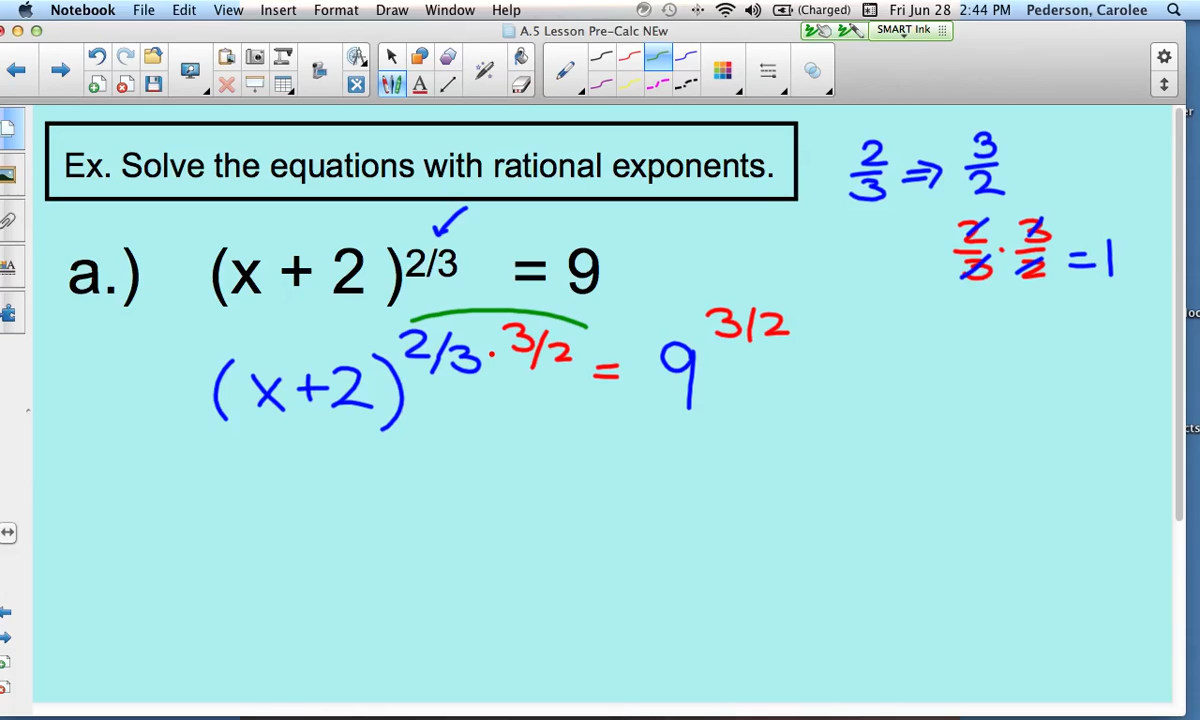 Notebook File Edit View Insert Format Draw Window Help (Charged) Fri Jun 28 2:44 PM Pederson, Carolee
A.5 Lesson Pre-Calc NEw
SMART Ink
Ex. Solve the equations with rational exponents.
2/3 ⇒ 3/2
2/3 · 3/2 = 1
a.) (x + 2 )^2/3 = 9
(x+2)^2/3 · 3/2 = 9^3/2